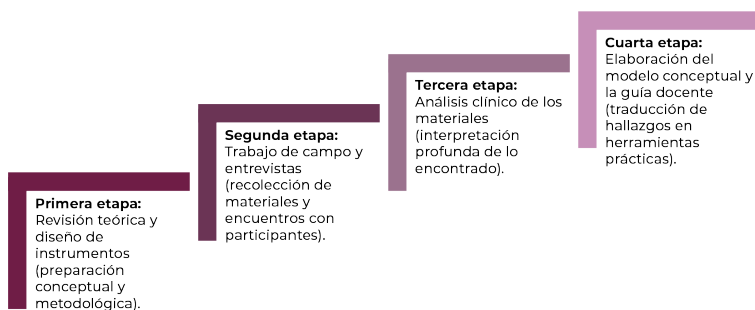 Primera etapa:
Revisión teórica y
diseño de
instrumentos
(preparación
conceptual y
metodológica).
Segunda etapa:
Trabajo de campo y
entrevistas
(recolección de
materiales y
encuentros con
participantes).
Tercera etapa:
Análisis clínico de los
materiales
(interpretación
profunda de lo
encontrado).
Cuarta etapa:
Elaboración del
modelo conceptual y
la guía docente
(traducción de
hallazgos en
herramientas
prácticas).